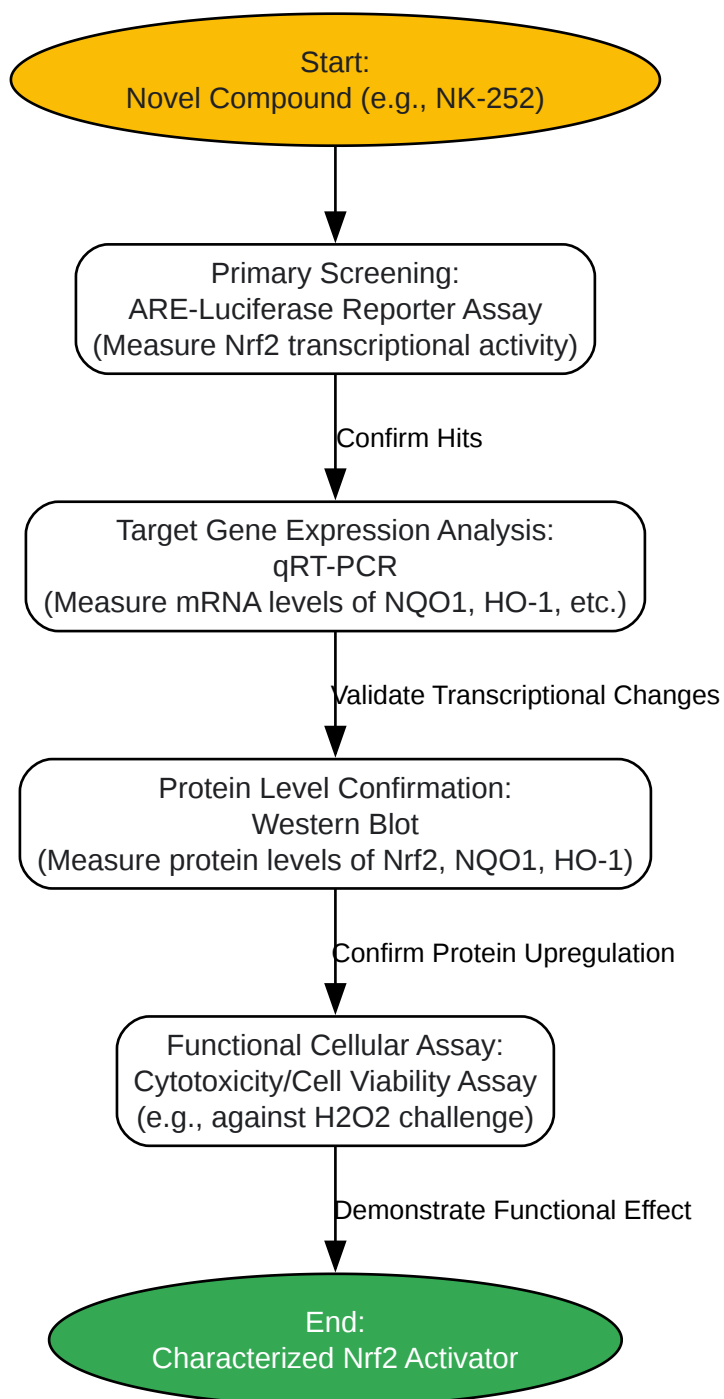 Start:
Novel Compound (e.g., NK-252)
Primary Screening:
ARE-Luciferase Reporter Assay
(Measure Nrf2 transcriptional activity)
Confirm Hits
Target Gene Expression Analysis:
qRT-PCR
(Measure mRNA levels of NQO1, HO-1, etc.)
Validate Transcriptional Changes
Protein Level Confirmation:
Western Blot
(Measure protein levels of Nrf2, NQO1, HO-1)
Confirm Protein Upregulation
Functional Cellular Assay:
Cytotoxicity/Cell Viability Assay
(e.g., against H2O2 challenge)
Demonstrate Functional Effect
End:
Characterized Nrf2 Activator